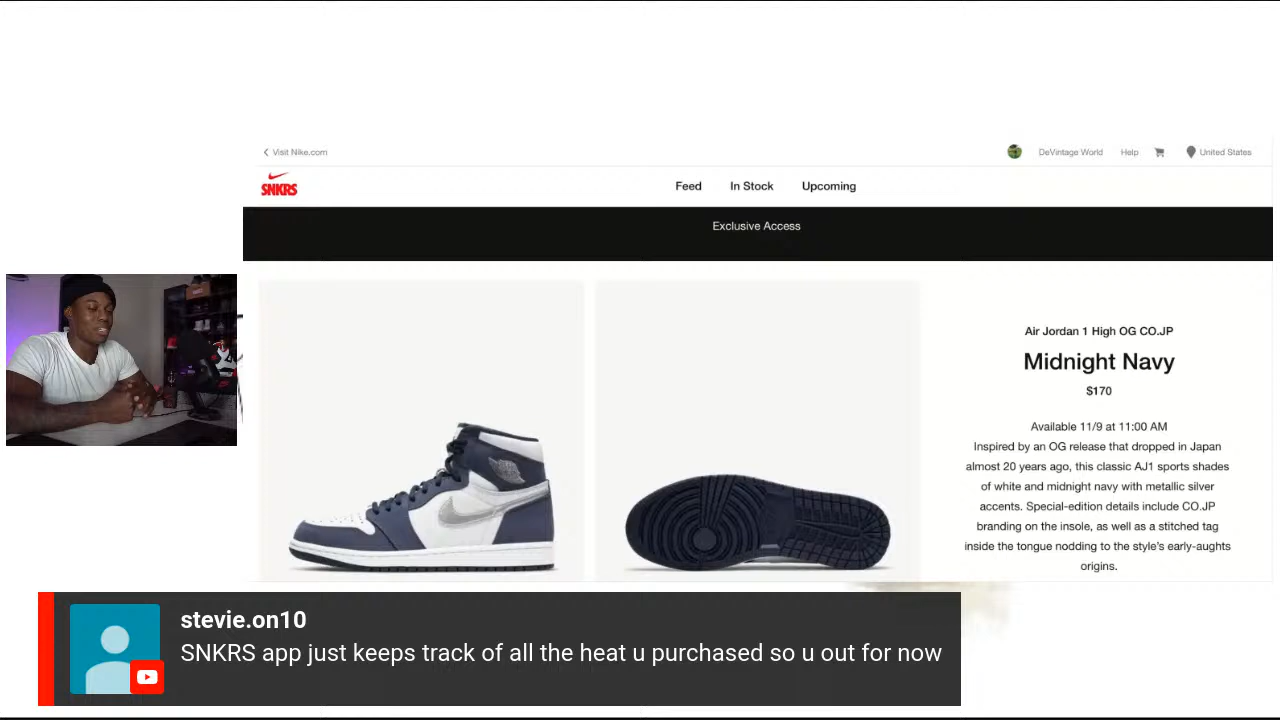 Visit Nike.com
DeVintage World
Help
United States
SNKRS
Feed
In Stock
Upcoming
Exclusive Access
Air Jordan 1 High OG CO.JP
Midnight Navy
$170
Available 11/9 at 11:00 AM
Inspired by an OG release that dropped in Japan
almost 20 years ago, this classic AJ1 sports shades
of white and midnight navy with metallic silver
accents. Special-edition details include CO.JP
branding on the insole, as well as a stitched tag
inside the tongue nodding to the style's early-aughts
origins.
stevie.on10
SNKRS app just keeps track of all the heat u purchased so u out for now